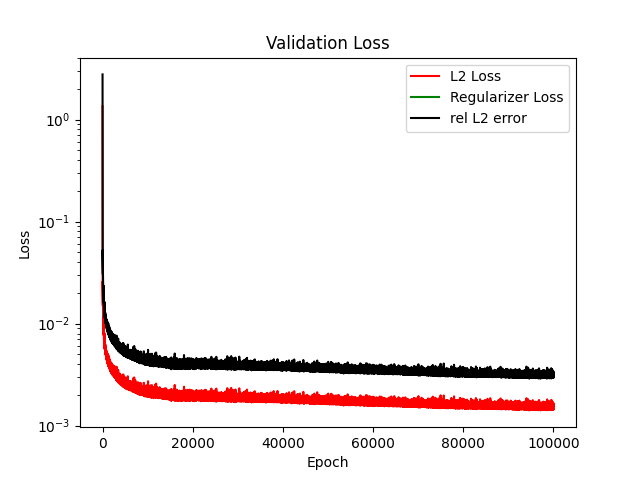 Validation Loss
L2 Loss
Regularizer Loss
rel L2 error
10⁰
10⁻¹
10⁻²
10⁻³
Loss
0 20000 40000 60000 80000 100000
Epoch